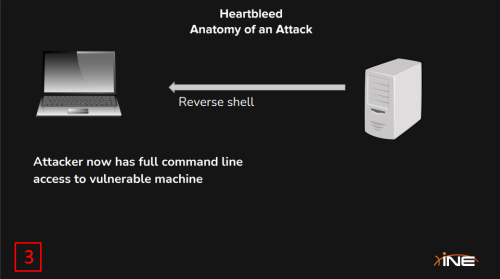 Heartbleed
Anatomy of an Attack
Reverse shell
Attacker now has full command line
access to vulnerable machine
3
INE